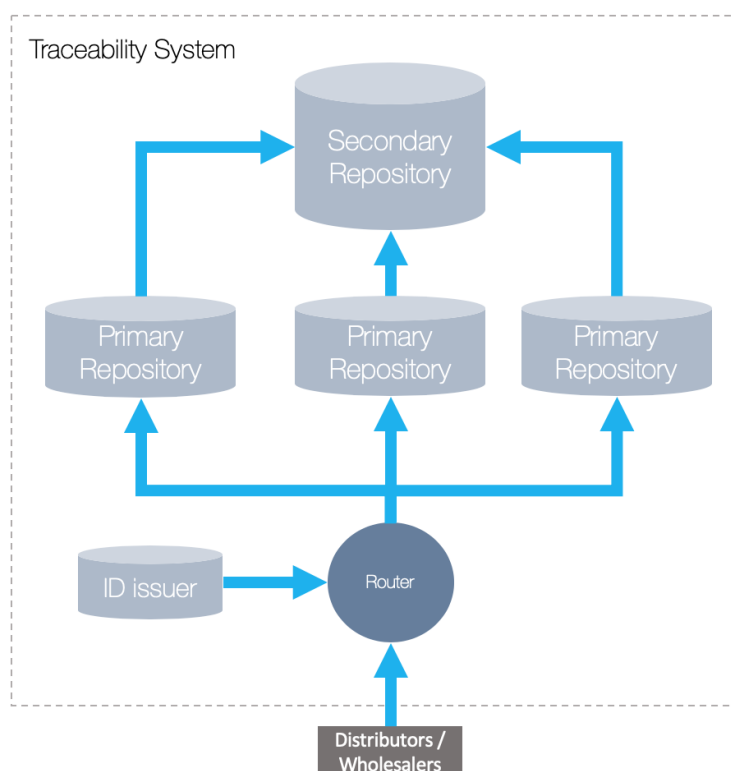 Traceability System
Secondary
Repository
Primary
Repository
Primary
Repository
Primary
Repository
ID issuer
Router
Distributors /
Wholesalers